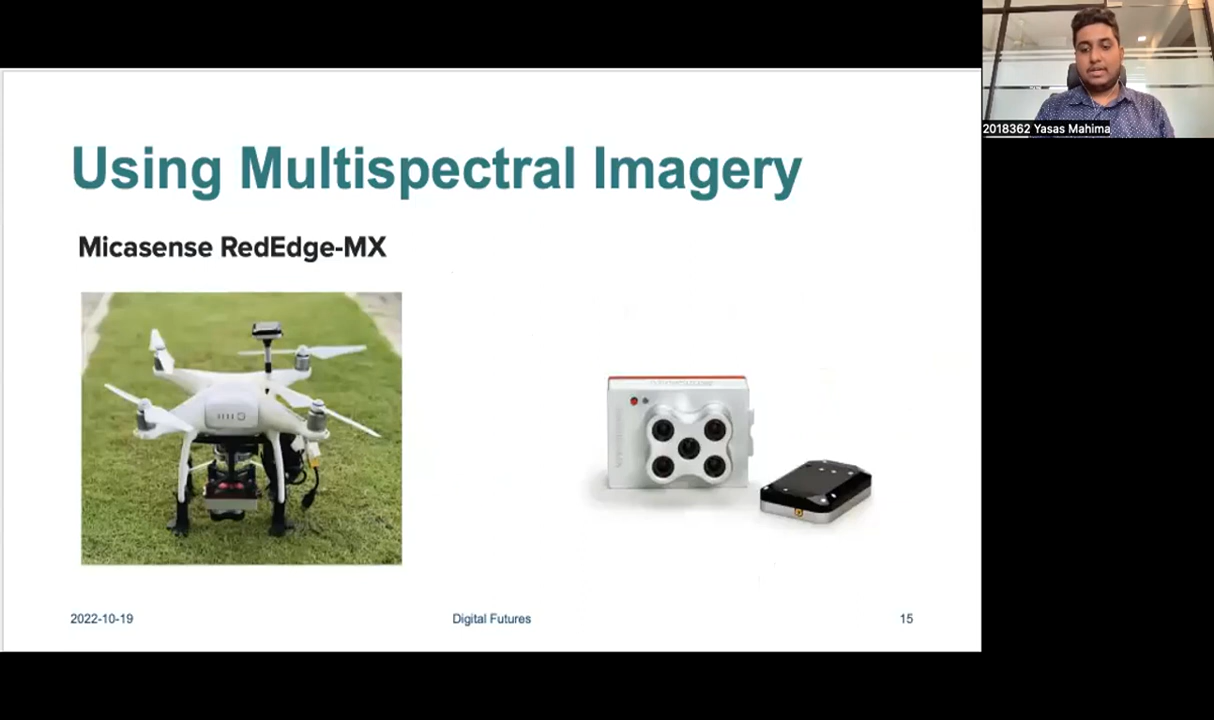 2018362 Yasas Mahima
Using Multispectral Imagery
Micasense RedEdge-MX
2022-10-19
Digital Futures
15